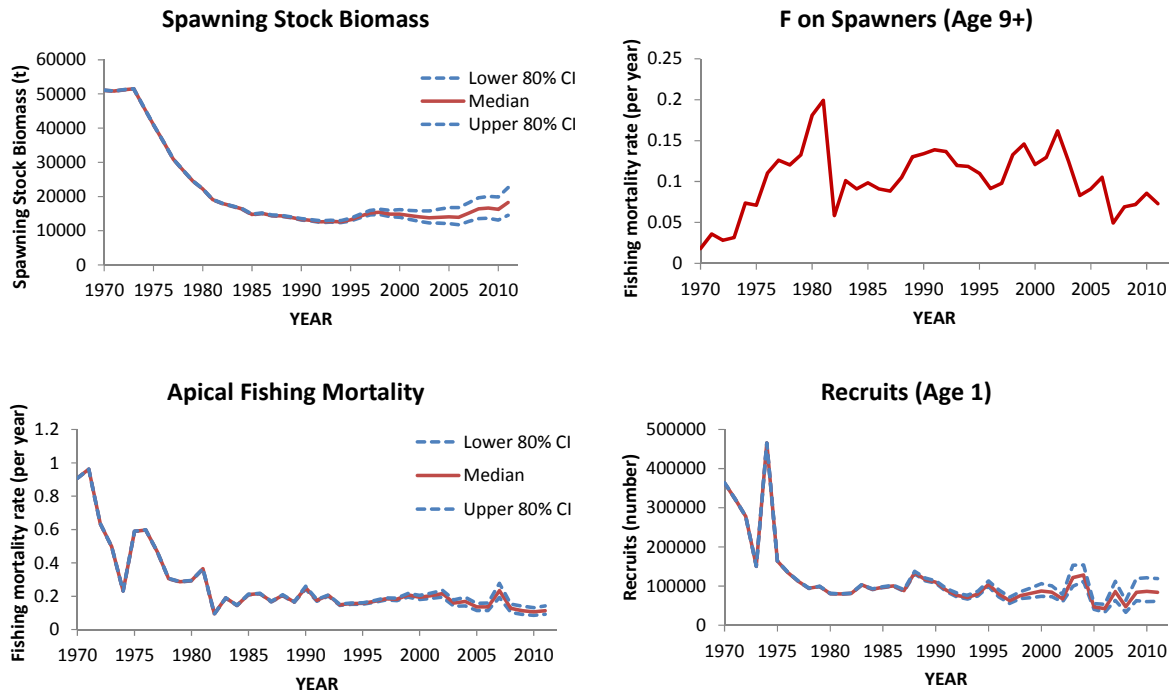 Spawning Stock Biomass
Spawning Stock Biomass (t)
60000
50000
40000
30000
20000
10000
0
Lower 80% CI
Median
Upper 80% CI
1970 1975 1980 1985 1990 1995 2000 2005 2010
YEAR
F on Spawners (Age 9+)
Fishing mortality rate (per year)
0.25
0.2
0.15
0.1
0.05
0
1970 1975 1980 1985 1990 1995 2000 2005 2010
YEAR
Apical Fishing Mortality
Fishing mortality rate (per year)
1.2
1
0.8
0.6
0.4
0.2
0
Lower 80% CI
Median
Upper 80% CI
1970 1975 1980 1985 1990 1995 2000 2005 2010
YEAR
Recruits (Age 1)
Recruits (number)
500000
400000
300000
200000
100000
0
1970 1975 1980 1985 1990 1995 2000 2005 2010
YEAR